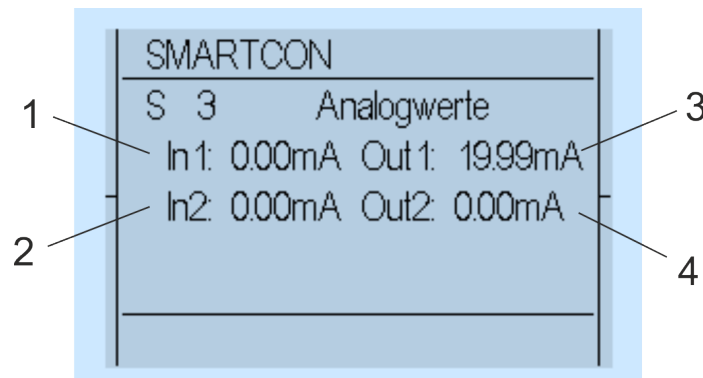 SMARTCON
S 3 Analogwerte
1 In1: 0.00mA Out1: 19.99mA 3
2 In2: 0.00mA Out2: 0.00mA 4